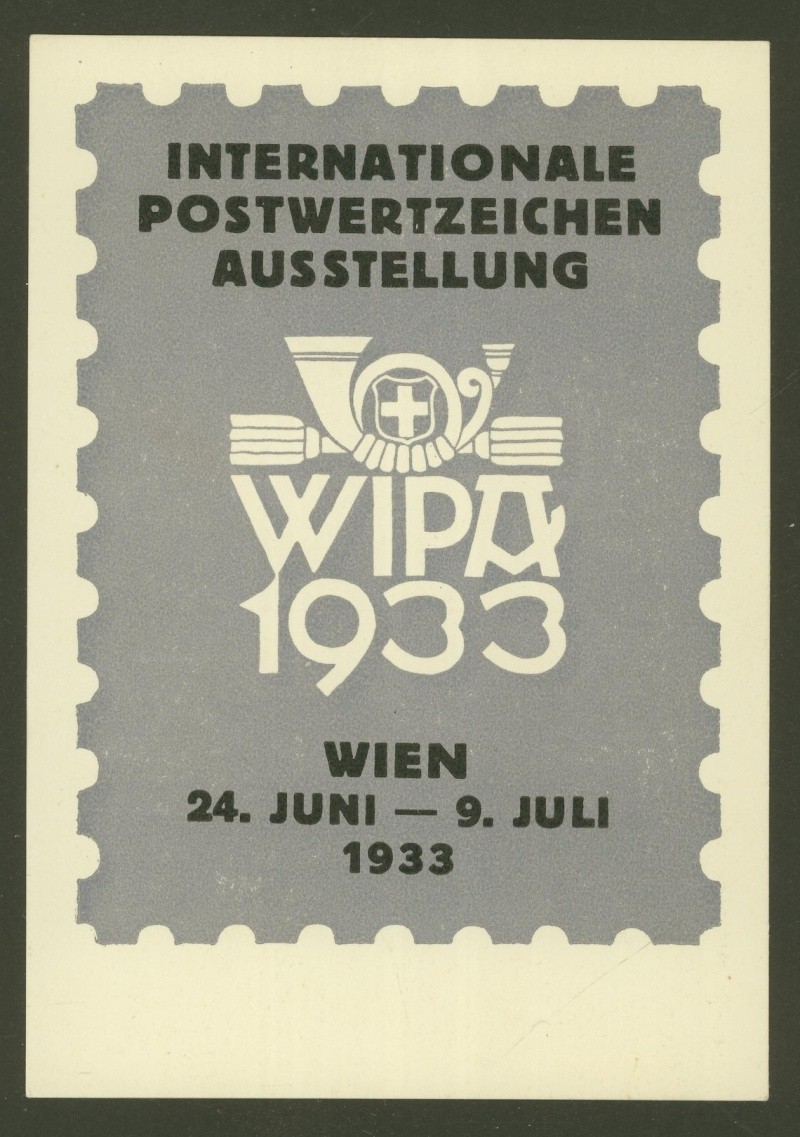 INTERNATIONALE
POSTWERTZEICHEN
AUSSTELLUNG
WIPA
1933
WIEN
24. JUNI — 9. JULI
1933